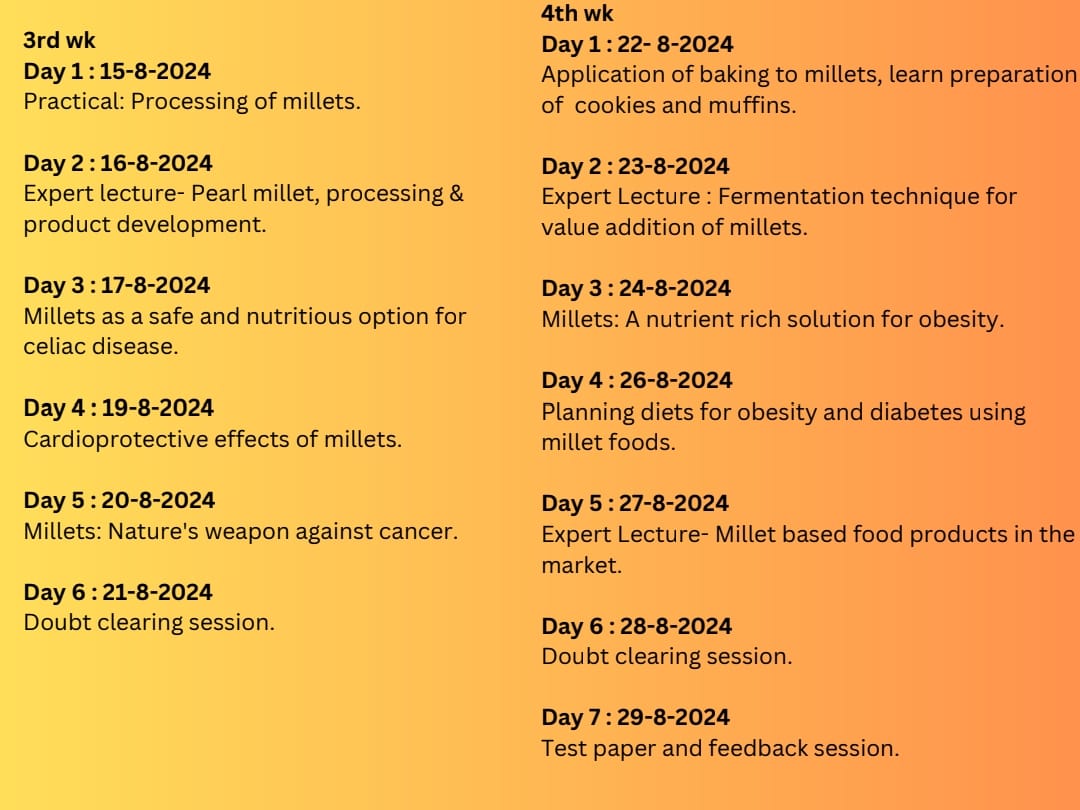 3rd wk
Day 1 : 15-8-2024
Practical: Processing of millets.
Day 2 : 16-8-2024
Expert lecture- Pearl millet, processing &
product development.
Day 3 : 17-8-2024
Millets as a safe and nutritious option for
celiac disease.
Day 4 : 19-8-2024
Cardioprotective effects of millets.
Day 5 : 20-8-2024
Millets: Nature's weapon against cancer.
Day 6 : 21-8-2024
Doubt clearing session.
4th wk
Day 1 : 22- 8-2024
Application of baking to millets, learn preparation
of  cookies and muffins.
Day 2 : 23-8-2024
Expert Lecture : Fermentation technique for
value addition of millets.
Day 3 : 24-8-2024
Millets: A nutrient rich solution for obesity.
Day 4 : 26-8-2024
Planning diets for obesity and diabetes using
millet foods.
Day 5 : 27-8-2024
Expert Lecture- Millet based food products in the
market.
Day 6 : 28-8-2024
Doubt clearing session.
Day 7 : 29-8-2024
Test paper and feedback session.